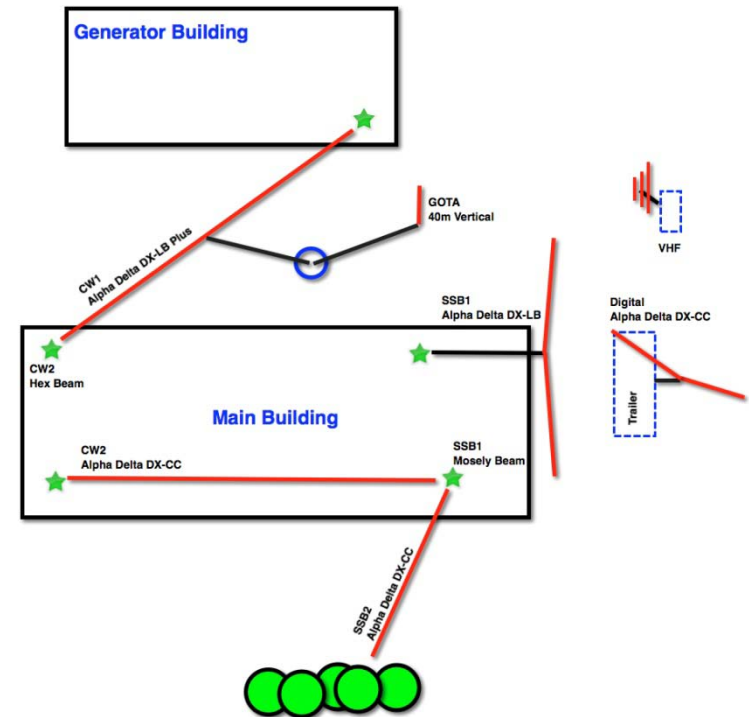 Generator Building
GOTA
40m Vertical
VHF
CW1
Alpha Delta DX-LB Plus
SSB1
Alpha Delta DX-LB
Digital
Alpha Delta DX-CC
CW2
Hex Beam
Trailer
Main Building
CW2
Alpha Delta DX-CC
SSB1
Mosely Beam
SSB2
Alpha Delta DX-CC